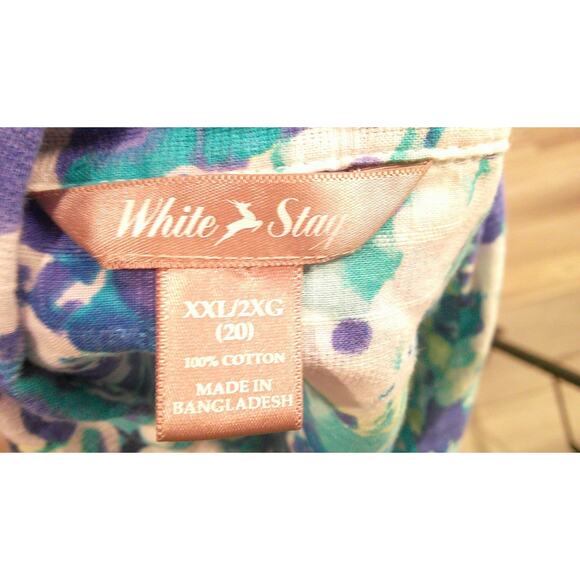 White Stag
XXL/2XG
(20)
100% COTTON
MADE IN
BANGLADESH